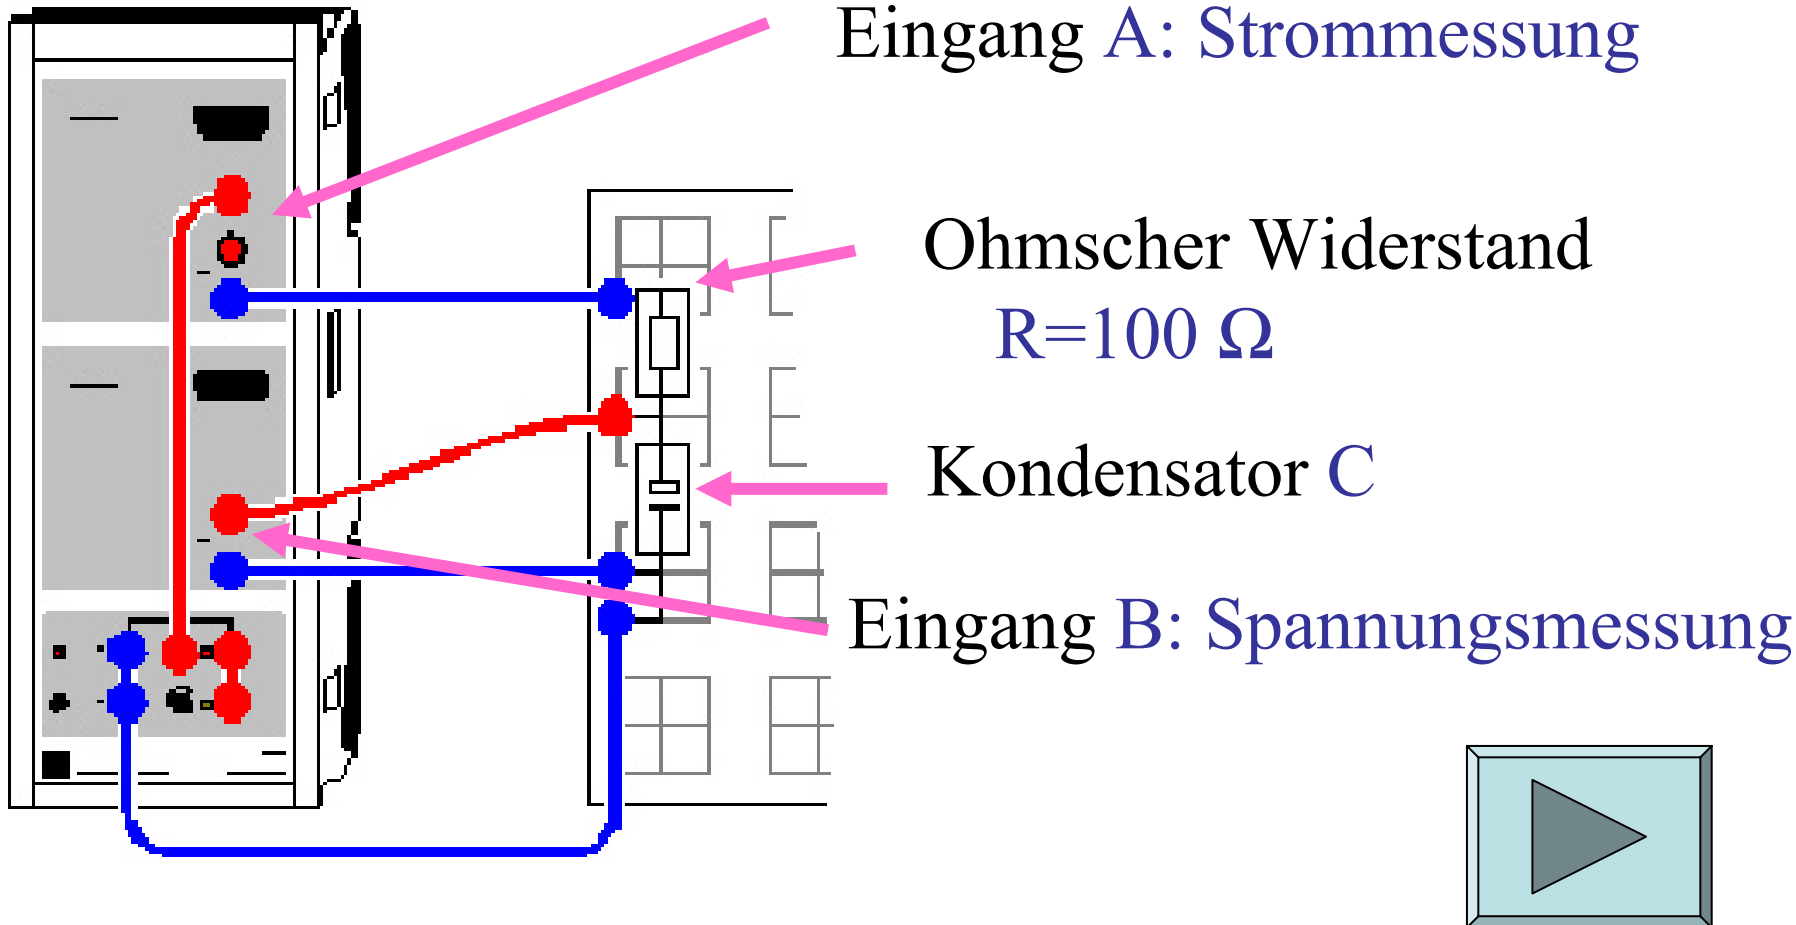 Eingang A: Strommessung
Ohmscher Widerstand
R=100 Ω
Kondensator C
Eingang B: Spannungsmessung